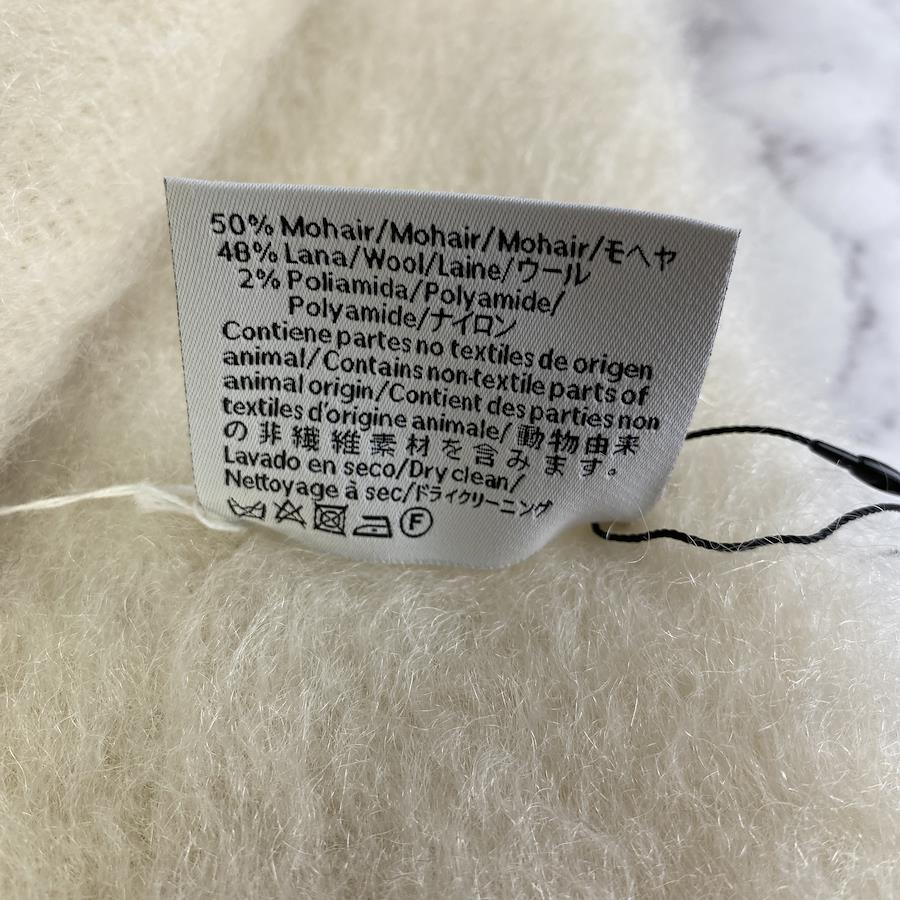 50% Mohair/Mohair/Mohair/モヘヤ
48% Lana/Wool/Laine/ウール
2% Poliamida/Polyamide/
Polyamide/ナイロン
Contiene partes no textiles de origen
animal/Contains non-textile parts of
animal origin/Contient des parties non
textiles d'origine animale/動物由来
の非繊維素材を含みます。
Lavado en seco/Dry clean/
Nettoyage à sec/ドライクリーニング
F